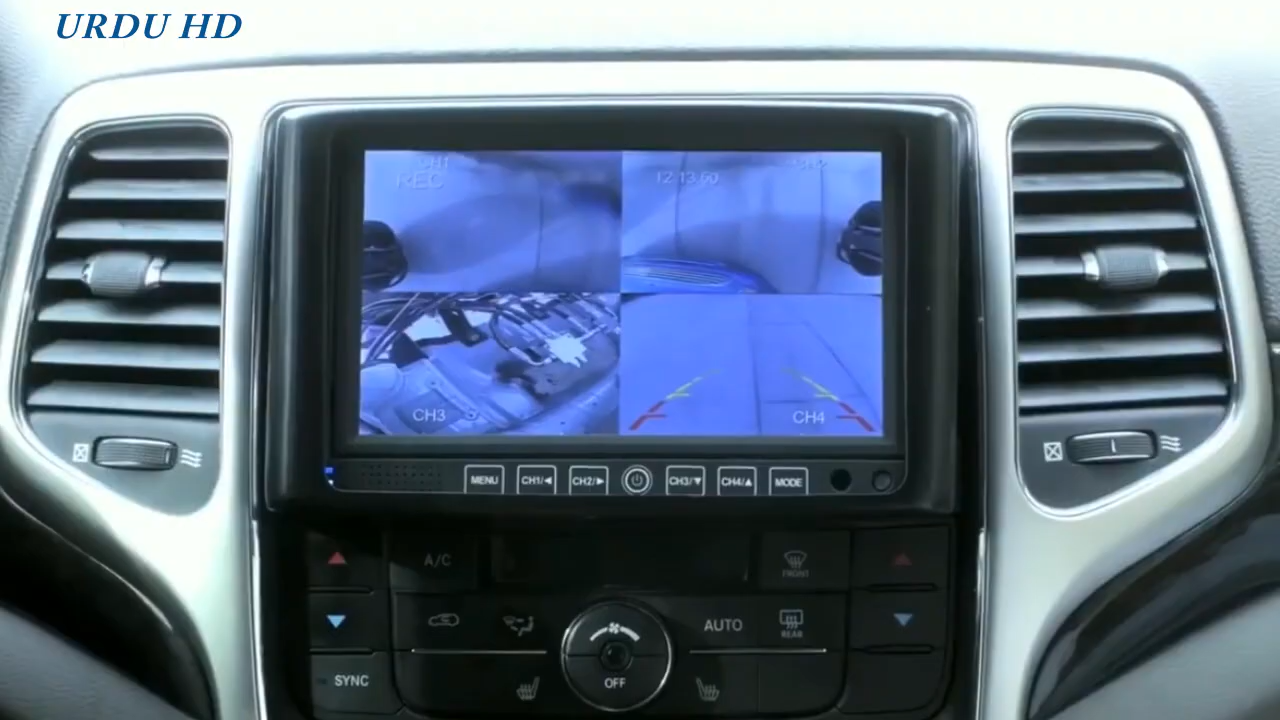 URDU HD
CH1
REC
12:13:50
CH3
CH4
MENU CH1/◀ CH2/▶ CH3/▼ CH4/▲ MODE
A/C
FRONT
AUTO
REAR
SYNC
OFF